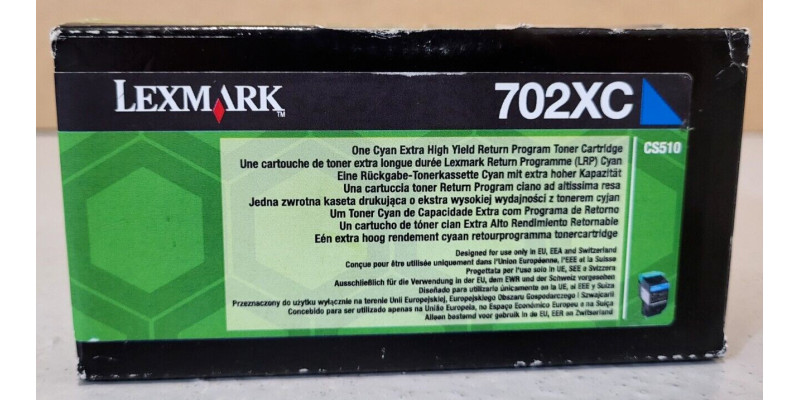 LEXMARK™
702XC
One Cyan Extra High Yield Return Program Toner Cartridge
CS510
Une cartouche de toner extra longue durée Lexmark Return Programme (LRP) Cyan
Eine Rückgabe-Tonerkassette Cyan mit extra hoher Kapazität
Una cartuccia toner Return Program ciano ad altissima resa
Jedna zwrotna kaseta drukująca o ekstra wysokiej wydajności z tonerem cyjan
Um Toner Cyan de Capacidade Extra com Programa de Retorno
Un cartucho de tóner cian Extra Alto Rendimiento Retornable
Eén extra hoog rendement cyaan retourprogramma tonercartridge
Designed for use only in EU, EEA and Switzerland
Conçue pour être utilisée uniquement dans l'Union Européenne, l'EEE et la Suisse
Progettata per l'uso solo in UE, SEE o Svizzera
Ausschließlich für die Verwendung in der EU, dem EWR und der Schweiz vorgesehen
Diseñado para utilizarlo únicamente en la UE, el EEE y Suiza
Przeznaczony do użytku wyłącznie na terenie Unii Europejskiej, Europejskiego Obszaru Gospodarczego i Szwajcarii
Concebido para ser utilizado apenas na União Europeia, no Espaço Económico Europeu e na Suíça
Alleen bestemd voor gebruik in de EU, EER en Zwitserland